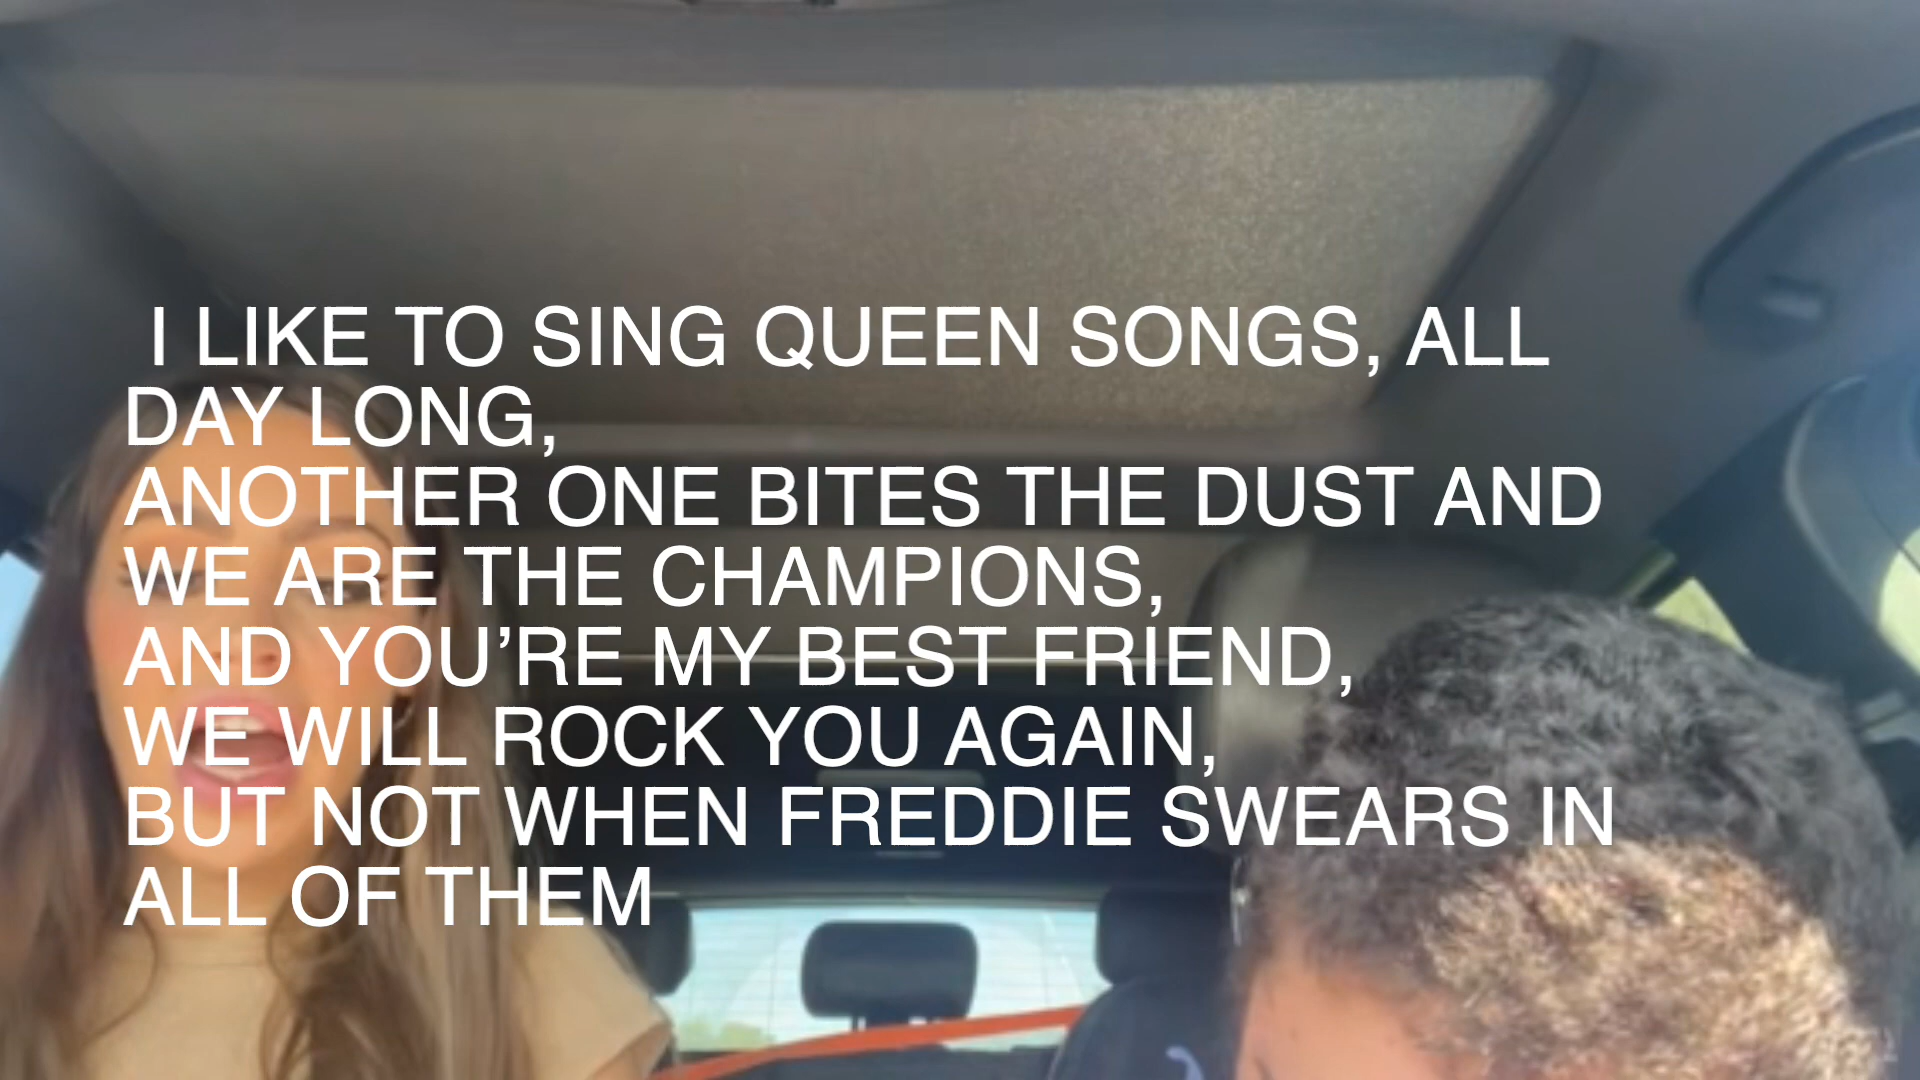 I LIKE TO SING QUEEN SONGS, ALL
DAY LONG,
ANOTHER ONE BITES THE DUST AND
WE ARE THE CHAMPIONS,
AND YOU’RE MY BEST FRIEND,
WE WILL ROCK YOU AGAIN,
BUT NOT WHEN FREDDIE SWEARS IN
ALL OF THEM